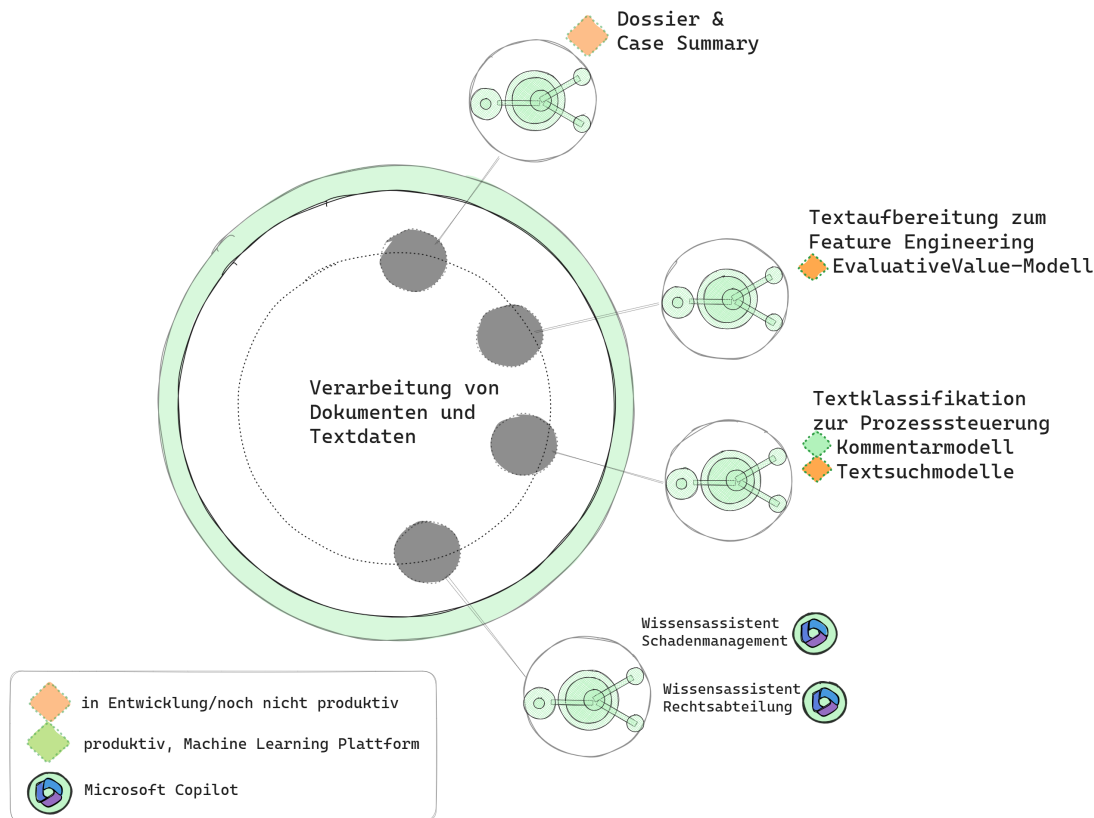 Dossier &
Case Summary
Textaufbereitung zum
Feature Engineering
EvaluativeValue-Modell
Verarbeitung von
Dokumenten und
Textdaten
Textklassifikation
zur Prozesssteuerung
Kommentarmodell
Textsuchmodelle
Wissensassistent
Schadenmanagement
Wissensassistent
Rechtsabteilung
in Entwicklung/noch nicht produktiv
produktiv, Machine Learning Plattform
Microsoft Copilot